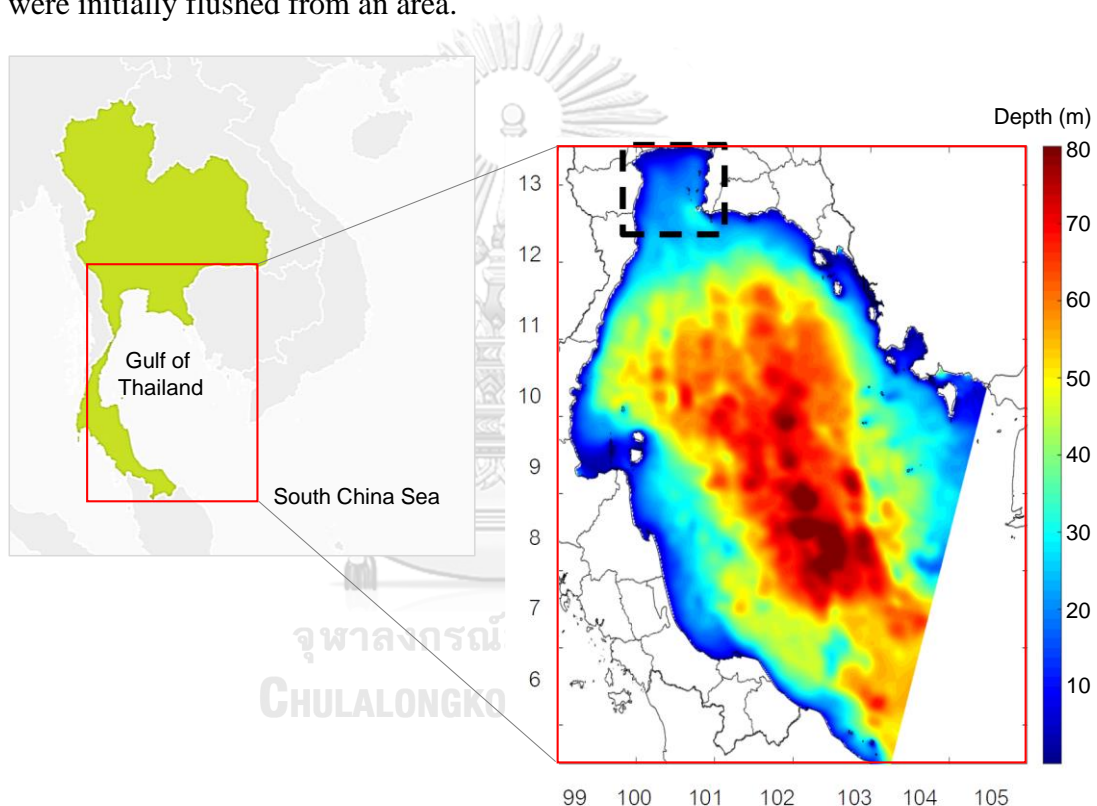 were initially flushed from an area.
Depth (m)
Gulf of
Thailand
South China Sea
13
12
11
10
9
8
7
6
99 100 101 102 103 104 105
80
70
60
50
40
30
20
10
จุฬาลงกรณ์
CHULALONGKO